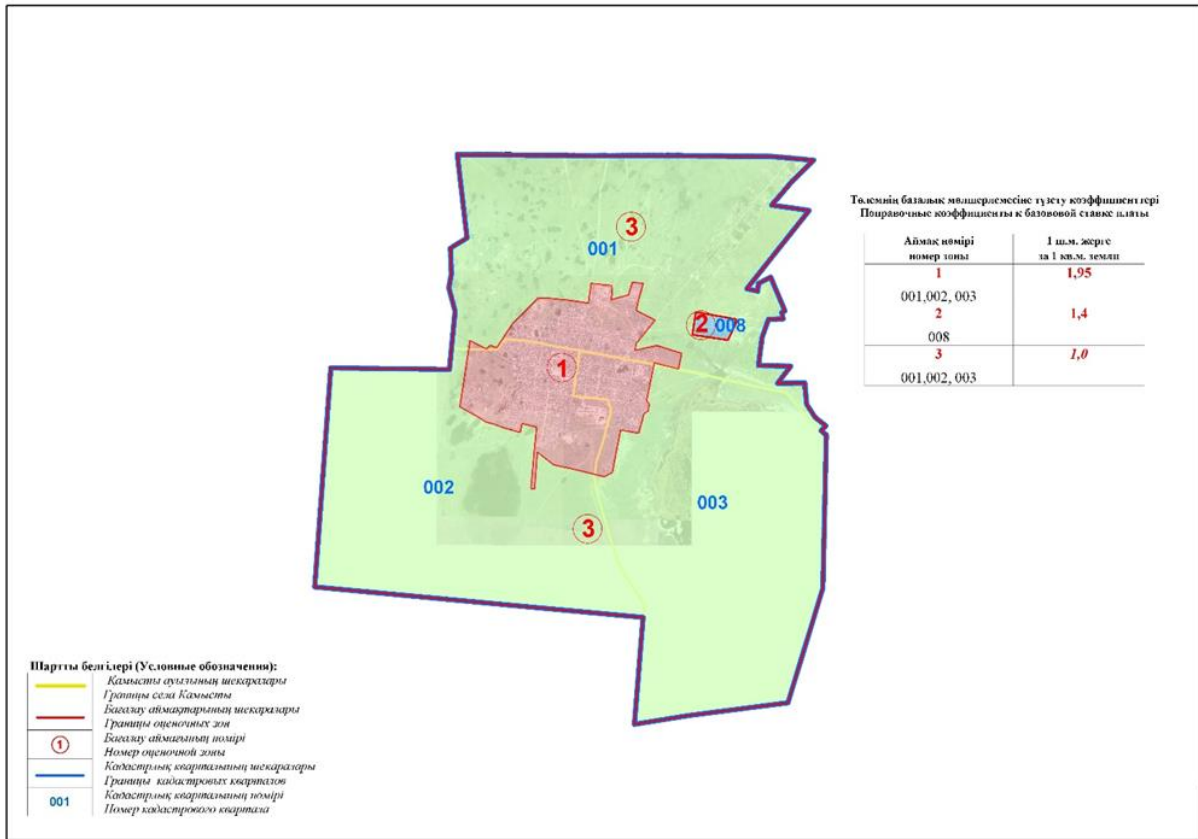 3
001
2
008
1
002
003
3
Төлемнің базалық мөлшерлемесіне түзету коэффициенттері
Поправочные коэффициенты к базововой ставке платы
Аймақ нөмірі
номер зоны
1 ш.м. жерге
за 1 кв.м. земли
1
1,95
001,002, 003
2
1,4
008
3
1,0
001,002, 003
Шартты белгілері (Условные обозначения):
Қамысты ауызының шекаралары
Границы села Камысты
Бағалау аймақтарының шекаралары
Границы оценочных зон
1
Бағалау аймағының нөмірі
Номер оценочной зоны
Кадастрлық кварталының шекаралары
Границы кадастровых кварталов
001
Кадастрлық кварталының нөмірі
Номер кадастрового квартала